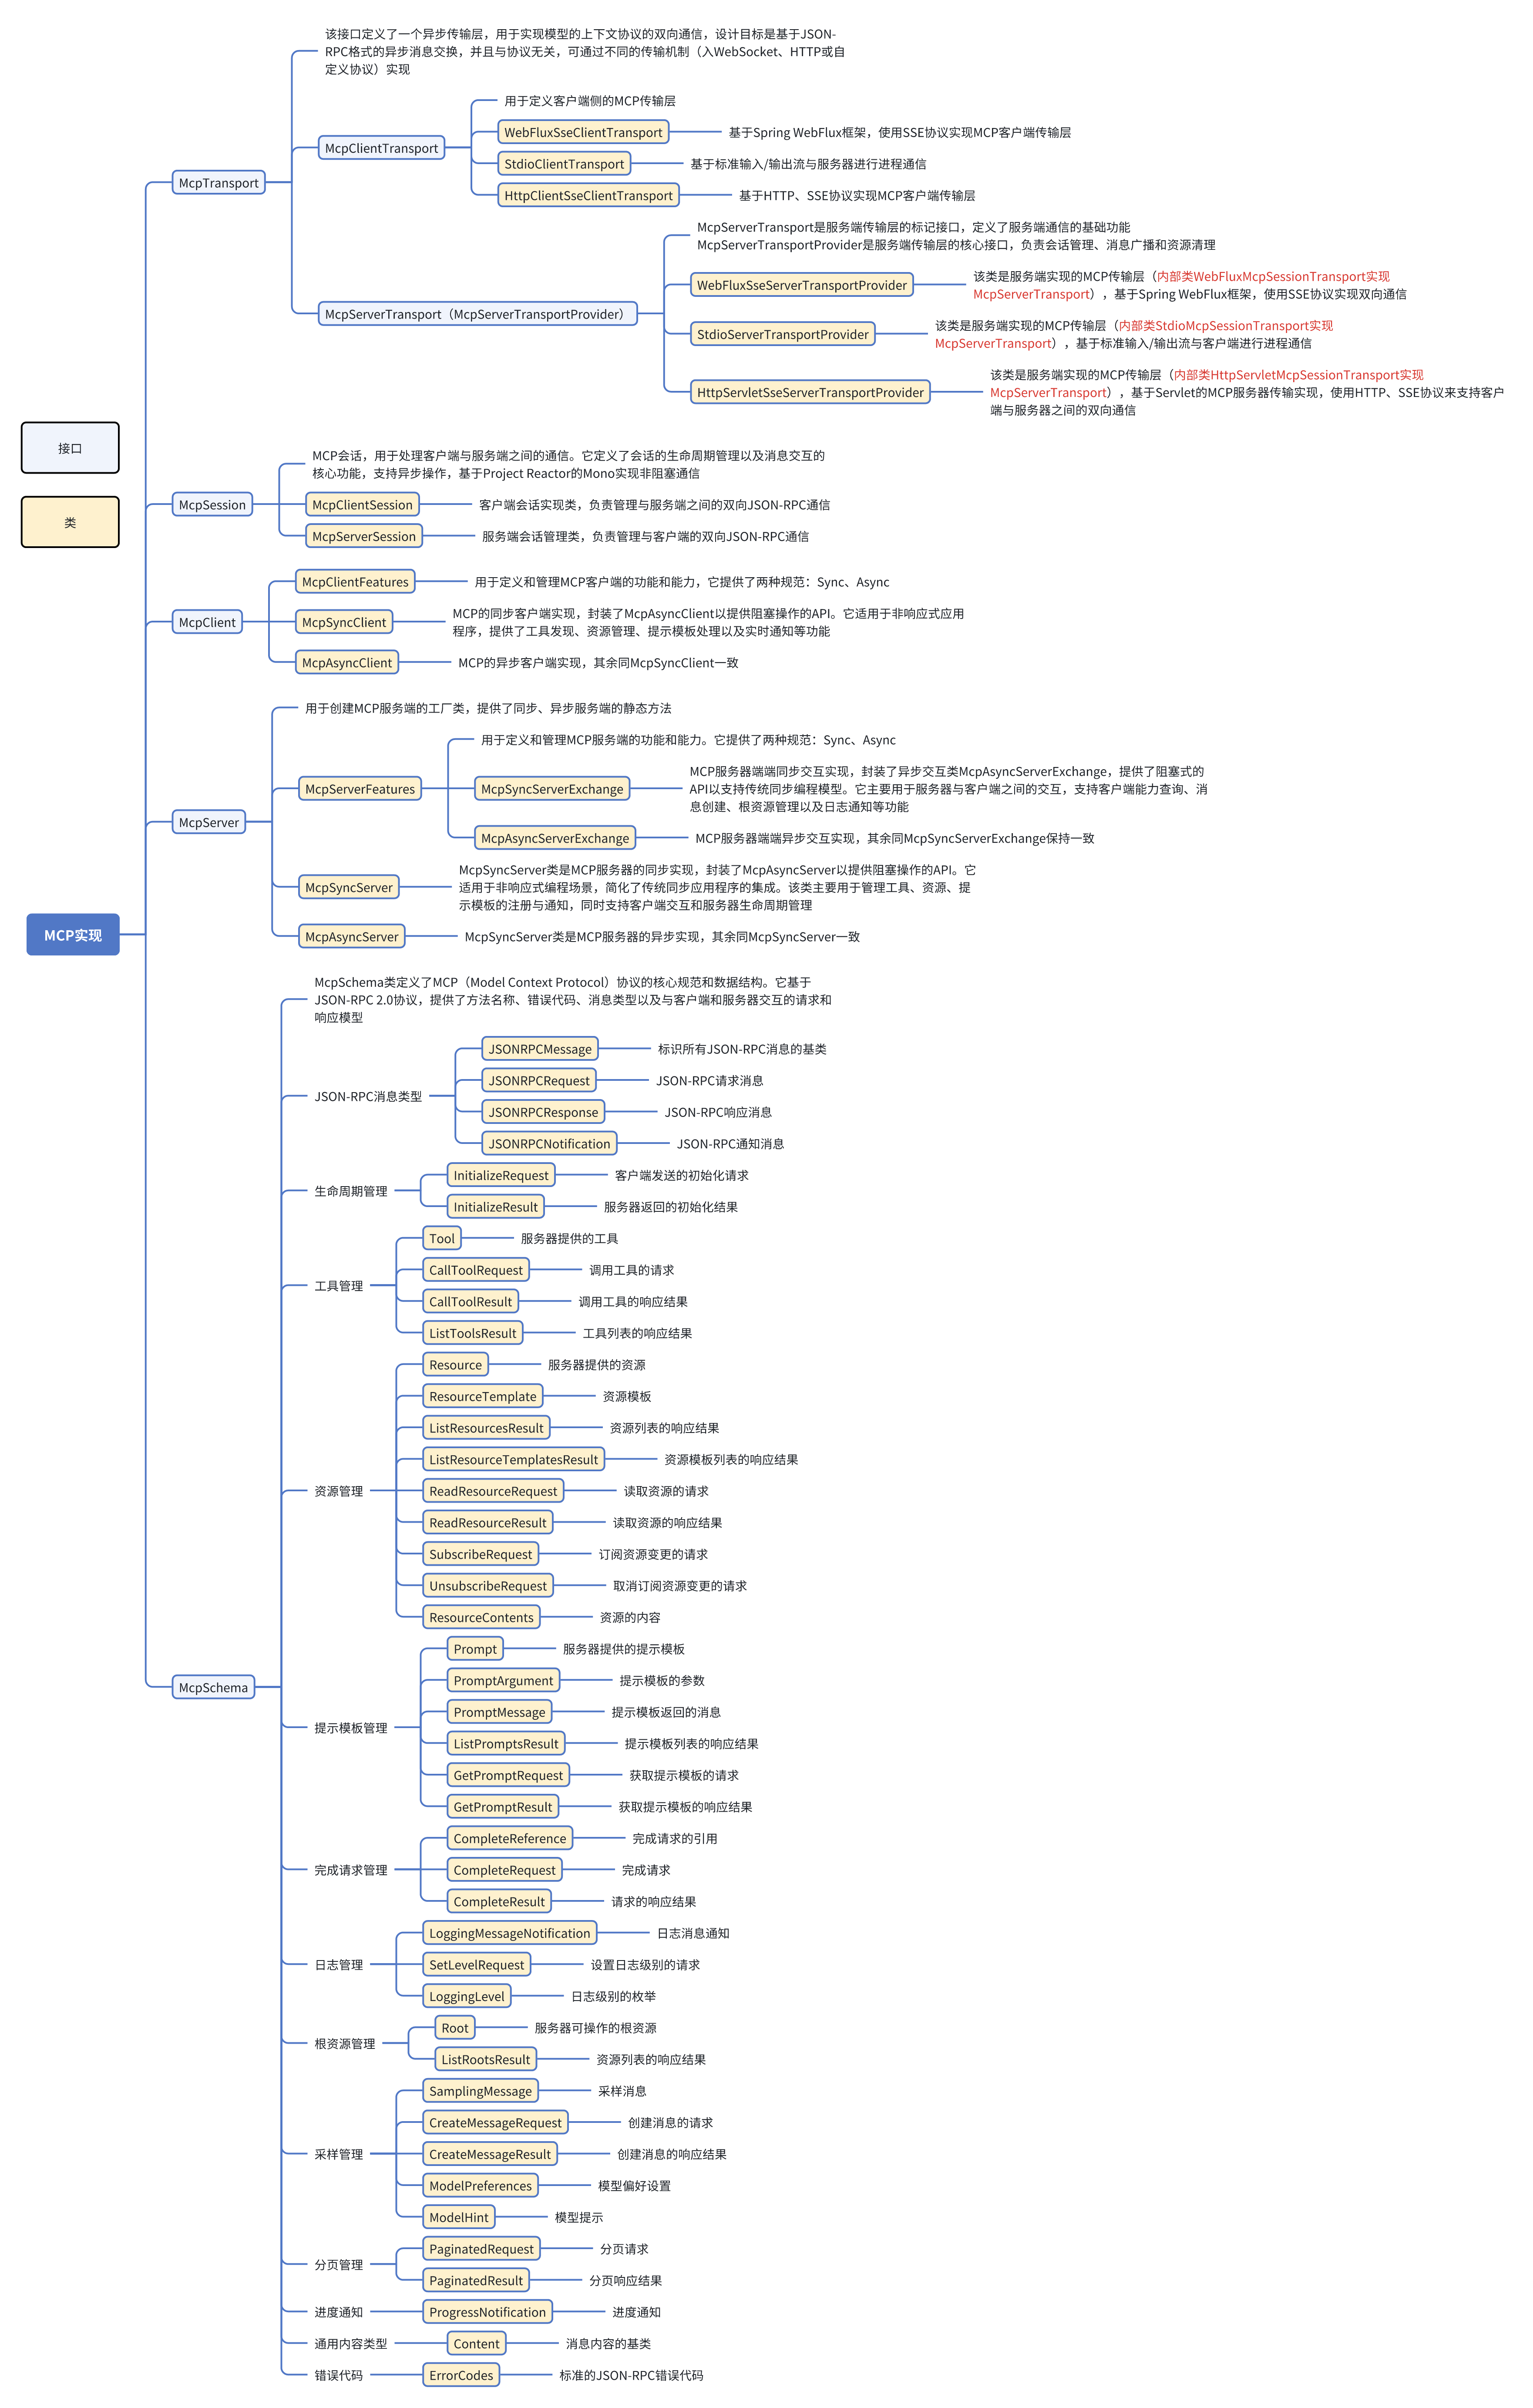 该接口定义了一个异步传输层，用于实现模型的上下文协议的双向通信，设计目标是基于JSON-
RPC格式的异步消息交换，并且与协议无关，可通过不同的传输机制（入WebSocket、HTTP或自
定义协议）实现
用于定义客户端侧的MCP传输层
McpClientTransport
WebFluxSseClientTransport
基于Spring WebFlux框架，使用SSE协议实现MCP客户端传输层
StdioClientTransport
基于标准输入/输出流与服务器进行进程通信
HttpClientSseClientTransport
基于HTTP、SSE协议实现MCP客户端传输层
McpTransport
McpServerTransport是服务端传输层的标记接口，定义了服务端通信的基础功能
McpServerTransportProvider是服务端传输层的核心接口，负责会话管理、消息广播和资源清理
McpServerTransport（McpServerTransportProvider）
WebFluxSseServerTransportProvider
该类是服务端实现的MCP传输层（内部类WebFluxMcpSessionTransport实现
McpServerTransport），基于Spring WebFlux框架，使用SSE协议实现双向通信
StdioServerTransportProvider
该类是服务端实现的MCP传输层（内部类StdioMcpSessionTransport实现
McpServerTransport），基于标准输入/输出流与客户端进行进程通信
HttpServletSseServerTransportProvider
该类是服务端实现的MCP传输层（内部类HttpServletMcpSessionTransport实现
McpServerTransport），基于Servlet的MCP服务器传输实现，使用HTTP、SSE协议来支持客户
端与服务器之间的双向通信
接口
类
McpSession
MCP会话，用于处理客户端与服务端之间的通信。它定义了会话的生命周期管理以及消息交互的
核心功能，支持异步操作，基于Project Reactor的Mono实现非阻塞通信
McpClientSession
客户端会话实现类，负责管理与服务端之间的双向JSON-RPC通信
McpServerSession
服务端会话管理类，负责管理与客户端的双向JSON-RPC通信
McpClient
McpClientFeatures
用于定义和管理MCP客户端的功能和能力，它提供了两种规范：Sync、Async
McpSyncClient
MCP的同步客户端实现，封装了McpAsyncClient以提供阻塞操作的API。它适用于非响应式应用
程序，提供了工具发现、资源管理、提示模板处理以及实时通知等功能
McpAsyncClient
MCP的异步客户端实现，其余同McpSyncClient一致
McpServer
用于创建MCP服务端的工厂类，提供了同步、异步服务端的静态方法
McpServerFeatures
用于定义和管理MCP服务端的功能和能力。它提供了两种规范：Sync、Async
McpSyncServerExchange
MCP服务器端端同步交互实现，封装了异步交互类McpAsyncServerExchange，提供了阻塞式的
API以支持传统同步编程模型。它主要用于服务器与客户端之间的交互，支持客户端能力查询、消
息创建、根资源管理以及日志通知等功能
McpAsyncServerExchange
MCP服务器端端异步交互实现，其余同McpSyncServerExchange保持一致
McpSyncServer
McpSyncServer类是MCP服务器的同步实现，封装了McpAsyncServer以提供阻塞操作的API。它
适用于非响应式编程场景，简化了传统同步应用程序的集成。该类主要用于管理工具、资源、提
示模板的注册与通知，同时支持客户端交互和服务器生命周期管理
McpAsyncServer
McpSyncServer类是MCP服务器的异步实现，其余同McpSyncServer一致
MCP实现
McpSchema
McpSchema类定义了MCP（Model Context Protocol）协议的核心规范和数据结构。它基于
JSON-RPC 2.0协议，提供了方法名称、错误代码、消息类型以及与客户端和服务器交互的请求和
响应模型
JSON-RPC消息类型
JSONRPCMessage
标识所有JSON-RPC消息的基类
JSONRPCRequest
JSON-RPC请求消息
JSONRPCResponse
JSON-RPC响应消息
JSONRPCNotification
JSON-RPC通知消息
生命周期管理
InitializeRequest
客户端发送的初始化请求
InitializeResult
服务器返回的初始化结果
工具管理
Tool
服务器提供的工具
CallToolRequest
调用工具的请求
CallToolResult
调用工具的响应结果
ListToolsResult
工具列表的响应结果
资源管理
Resource
服务器提供的资源
ResourceTemplate
资源模板
ListResourcesResult
资源列表的响应结果
ListResourceTemplatesResult
资源模板列表的响应结果
ReadResourceRequest
读取资源的请求
ReadResourceResult
读取资源的响应结果
SubscribeRequest
订阅资源变更的请求
UnsubscribeRequest
取消订阅资源变更的请求
ResourceContents
资源的内容
提示模板管理
Prompt
服务器提供的提示模板
PromptArgument
提示模板的参数
PromptMessage
提示模板返回的消息
ListPromptsResult
提示模板列表的响应结果
GetPromptRequest
获取提示模板的请求
GetPromptResult
获取提示模板的响应结果
完成请求管理
CompleteReference
完成请求的引用
CompleteRequest
完成请求
CompleteResult
请求的响应结果
日志管理
LoggingMessageNotification
日志消息通知
SetLevelRequest
设置日志级别的请求
LoggingLevel
日志级别的枚举
根资源管理
Root
服务器可操作的根资源
ListRootsResult
资源列表的响应结果
采样管理
SamplingMessage
采样消息
CreateMessageRequest
创建消息的请求
CreateMessageResult
创建消息的响应结果
ModelPreferences
模型偏好设置
ModelHint
模型提示
分页管理
PaginatedRequest
分页请求
PaginatedResult
分页响应结果
进度通知
ProgressNotification
进度通知
通用内容类型
Content
消息内容的基类
错误代码
ErrorCodes
标准的JSON-RPC错误代码